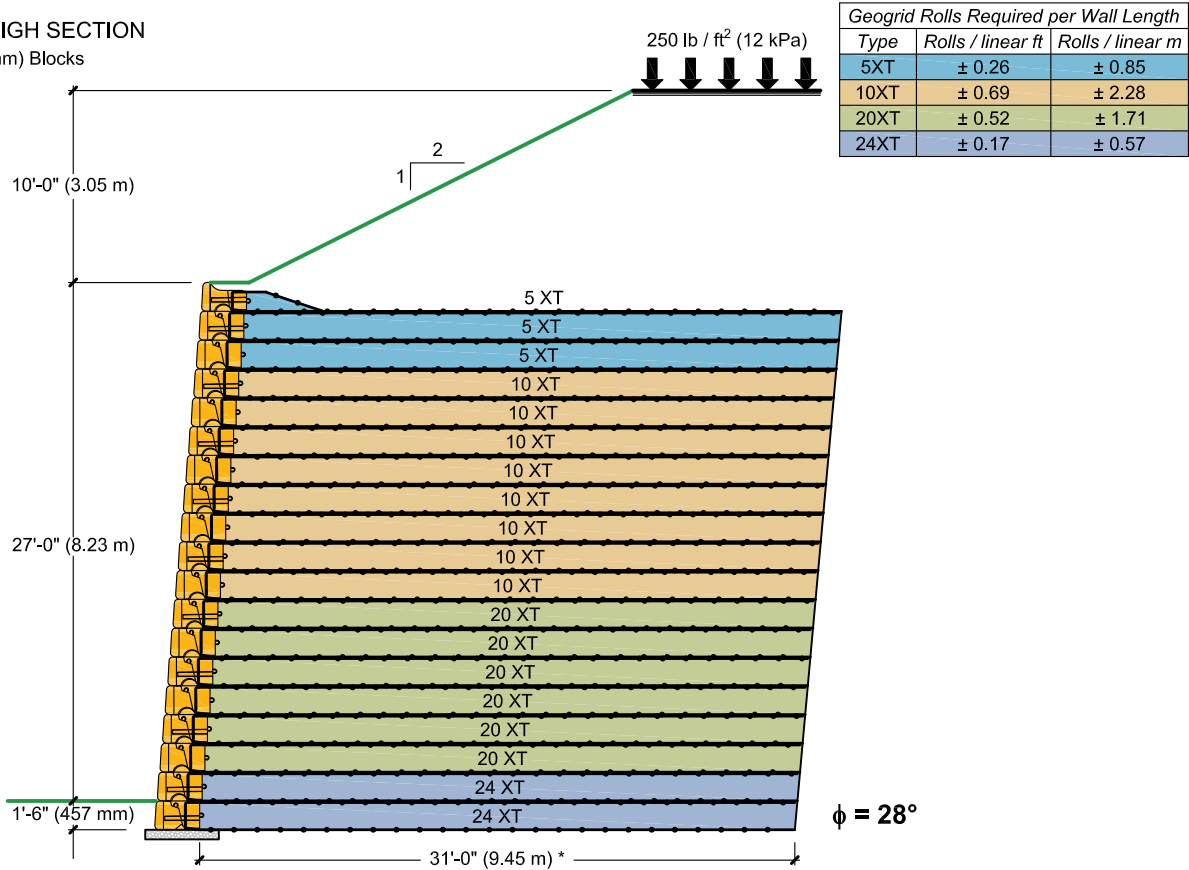 IGH SECTION
m) Blocks
250 lb / ft² (12 kPa)
Geogrid Rolls Required per Wall Length
Type Rolls / linear ft Rolls / linear m
5XT ± 0.26 ± 0.85
10XT ± 0.69 ± 2.28
20XT ± 0.52 ± 1.71
24XT ± 0.17 ± 0.57
2
1
10'-0" (3.05 m)
5 XT
5 XT
5 XT
10 XT
10 XT
10 XT
10 XT
10 XT
10 XT
10 XT
10 XT
27'-0" (8.23 m)
20 XT
20 XT
20 XT
20 XT
20 XT
20 XT
24 XT
24 XT
1'-6" (457 mm)
ϕ = 28°
31'-0" (9.45 m) *